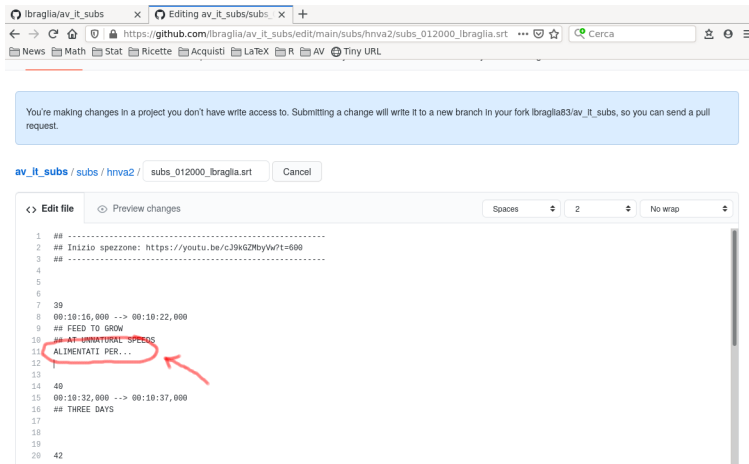 lbraglia/av_it_subs
Editing av_it_subs/subs_
https://github.com/lbraglia/av_it_subs/edit/main/subs/hnva2/subs_012000_lbraglia.srt
Cerca
News Math Stat Ricette Acquisti LaTeX R AV Tiny URL
You're making changes in a project you don't have write access to. Submitting a change will write it to a new branch in your fork lbraglia83/av_it_subs, so you can send a pull
request.
av_it_subs / subs / hnva2 / subs_012000_lbraglia.srt Cancel
<> Edit file Preview changes Spaces 2 No wrap
1 ## --------------------------------------------------------
2 ## Inizio spezzone: https://youtu.be/cJ9kGZMbyVw?t=600
3 ## --------------------------------------------------------
4
5
6
7 39
8 00:10:16,000 --> 00:10:22,000
9 ## FEED TO GROW
10 ## AT UNNATURAL SPEEDS
11 ALIMENTATI PER...
12
13
14 40
15 00:10:32,000 --> 00:10:37,000
16 ## THREE DAYS
17
18
19
20 42